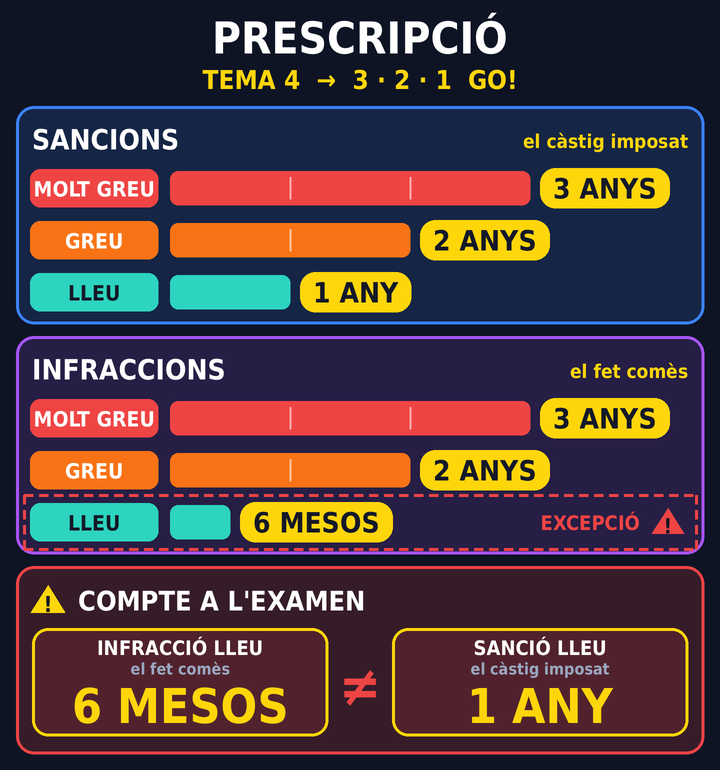 PRESCRIPCIÓ
TEMA 4 → 3 · 2 · 1 GO!
SANCIONS
el càstig imposat
MOLT GREU
3 ANYS
GREU
2 ANYS
LLEU
1 ANY
INFRACCIONS
el fet comès
MOLT GREU
3 ANYS
GREU
2 ANYS
LLEU
6 MESOS
EXCEPCIÓ !
! COMPTE A L'EXAMEN
INFRACCIÓ LLEU
el fet comès
6 MESOS
≠
SANCIÓ LLEU
el càstig imposat
1 ANY